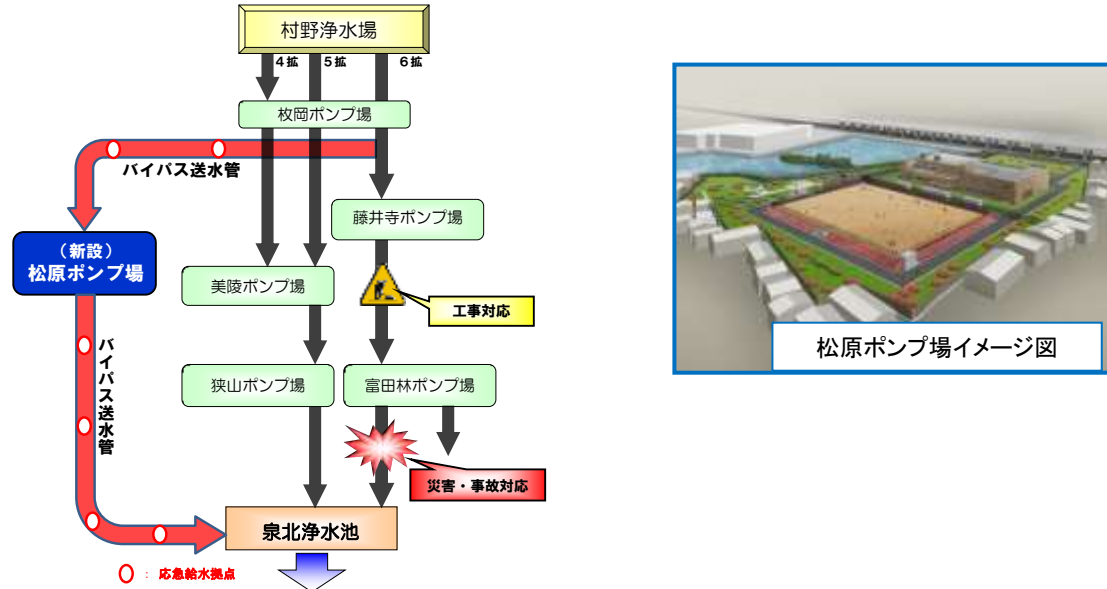 村野浄水場
4拡
5拡
6拡
枚岡ポンプ場
バイパス送水管
藤井寺ポンプ場
（新設）
松原ポンプ場
美陵ポンプ場
工事対応
バイパス送水管
狭山ポンプ場
富田林ポンプ場
災害・事故対応
泉北浄水池
： 応急給水拠点
松原ポンプ場イメージ図